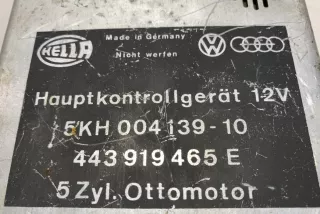 HELLA
Made in Germany
Nicht werfen
Hauptkontrollgerät 12V
5KH 004 139-10
443 919 465 E
5 Zyl. Ottomotor